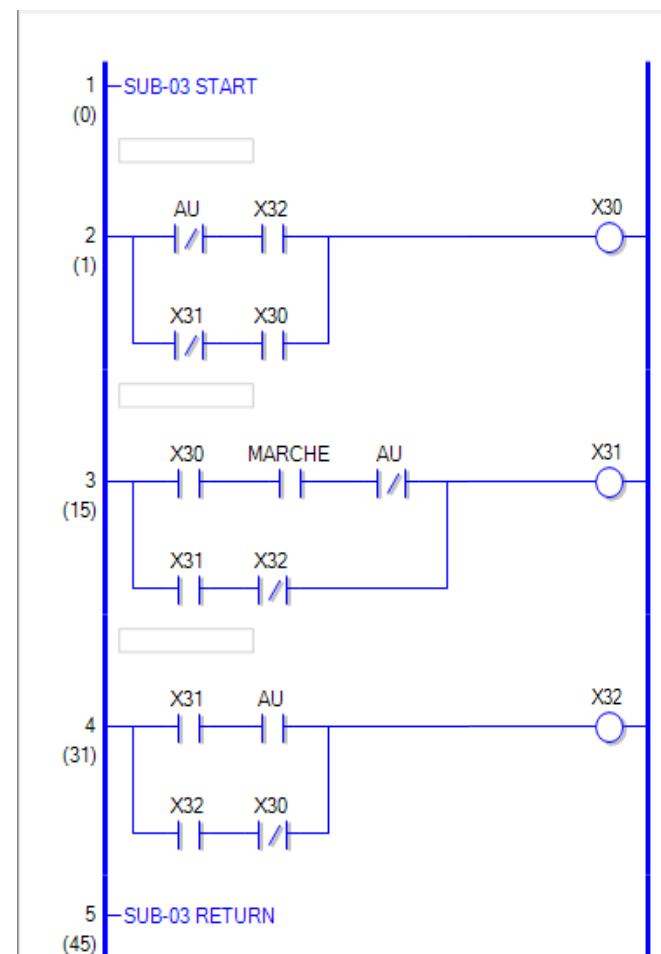 1 SUB-03 START
(0)
AU X32 X30
2
(1)
X31 X30
X30 MARCHE AU X31
3
(15)
X31 X32
X31 AU X32
4
(31)
X32 X30
5 SUB-03 RETURN
(45)